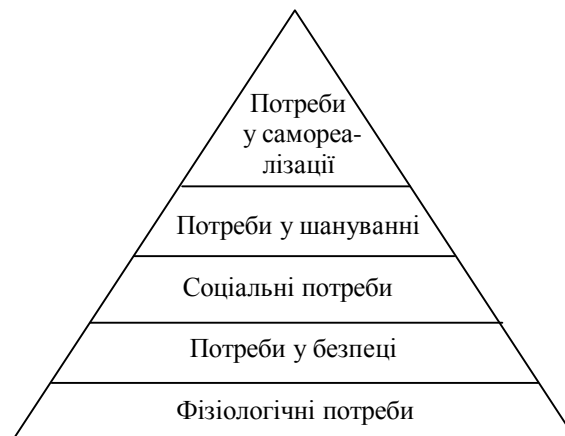 Потреби
у самореа-
лізації
Потреби у шануванні
Соціальні потреби
Потреби у безпеці
Фізіологічні потреби